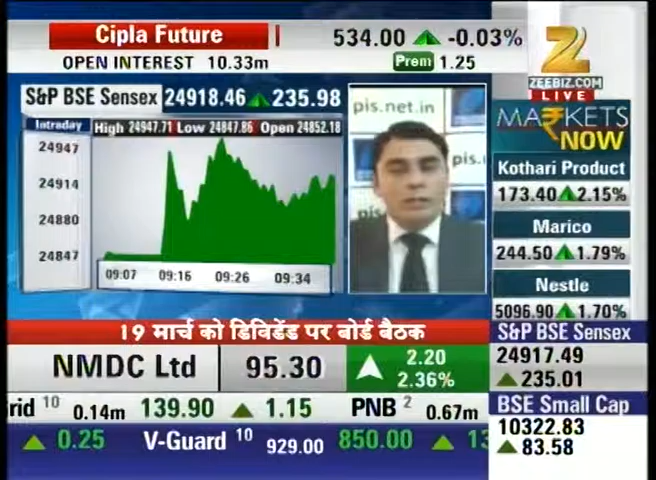 Cipla Future
534.00 -0.03%
OPEN INTEREST 10.33m
Prem 1.25
Z
ZEEBIZ.COM
LIVE
MARKETS
NOW
S&P BSE Sensex 24918.46 235.98
Intraday High 24947.71 Low 24847.86 Open 24852.18
24947
24914
24880
24847
09:07 09:16 09:26 09:34
pis.net.in
pis.
pis
Kothari Product
173.40 2.15%
Marico
244.50 1.79%
Nestle
5096.90 1.70%
19 मार्च को डिविडेंड पर बोर्ड बैठक
NMDC Ltd 95.30 2.20
2.36%
S&P BSE Sensex
24917.49
235.01
BSE Small Cap
10322.83
83.58
rid 10 0.14m 139.90 1.15 PNB 2 0.67m
0.25 V-Guard 10 929.00 850.00